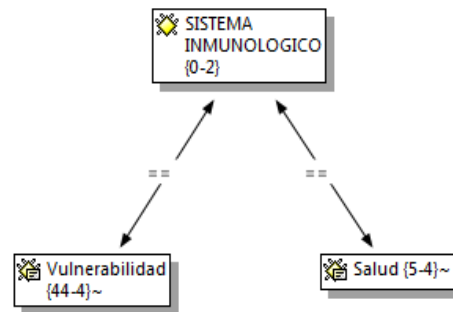 SISTEMA
INMUNOLOGICO
{0-2}
==
==
Vulnerabilidad
{44-4}~
Salud {5-4}~